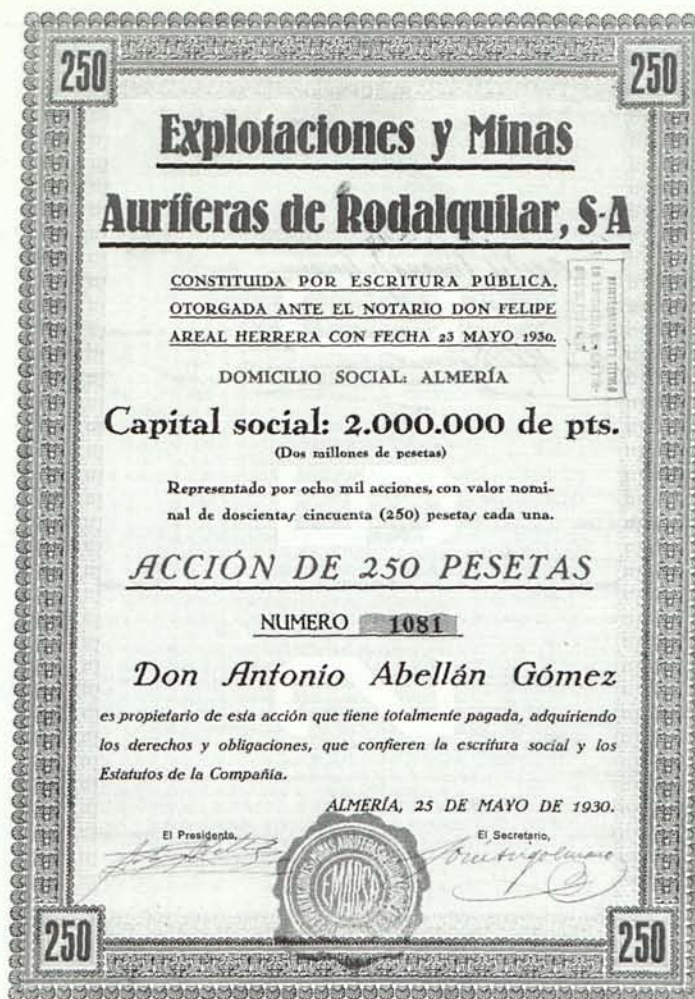 250 250
Explotaciones y Minas
Auríferas de Rodalquilar, S-A
CONSTITUIDA POR ESCRITURA PÚBLICA,
OTORGADA ANTE EL NOTARIO DON FELIPE
AREAL HERRERA CON FECHA 23 MAYO 1930.
DOMICILIO SOCIAL: ALMERÍA
Capital social: 2.000.000 de pts.
(Dos millones de pesetas)
Representado por ocho mil acciones, con valor nomi-
nal de doscientas cincuenta (250) pesetas cada una.
ACCIÓN DE 250 PESETAS
NUMERO 1081
Don Antonio Abellán Gómez
es propietario de esta acción que tiene totalmente pagada, adquiriendo
los derechos y obligaciones, que confieren la escritura social y los
Estatutos de la Compañía.
ALMERÍA, 25 DE MAYO DE 1930.
El Presidente, El Secretario,
EMARSA
250 250